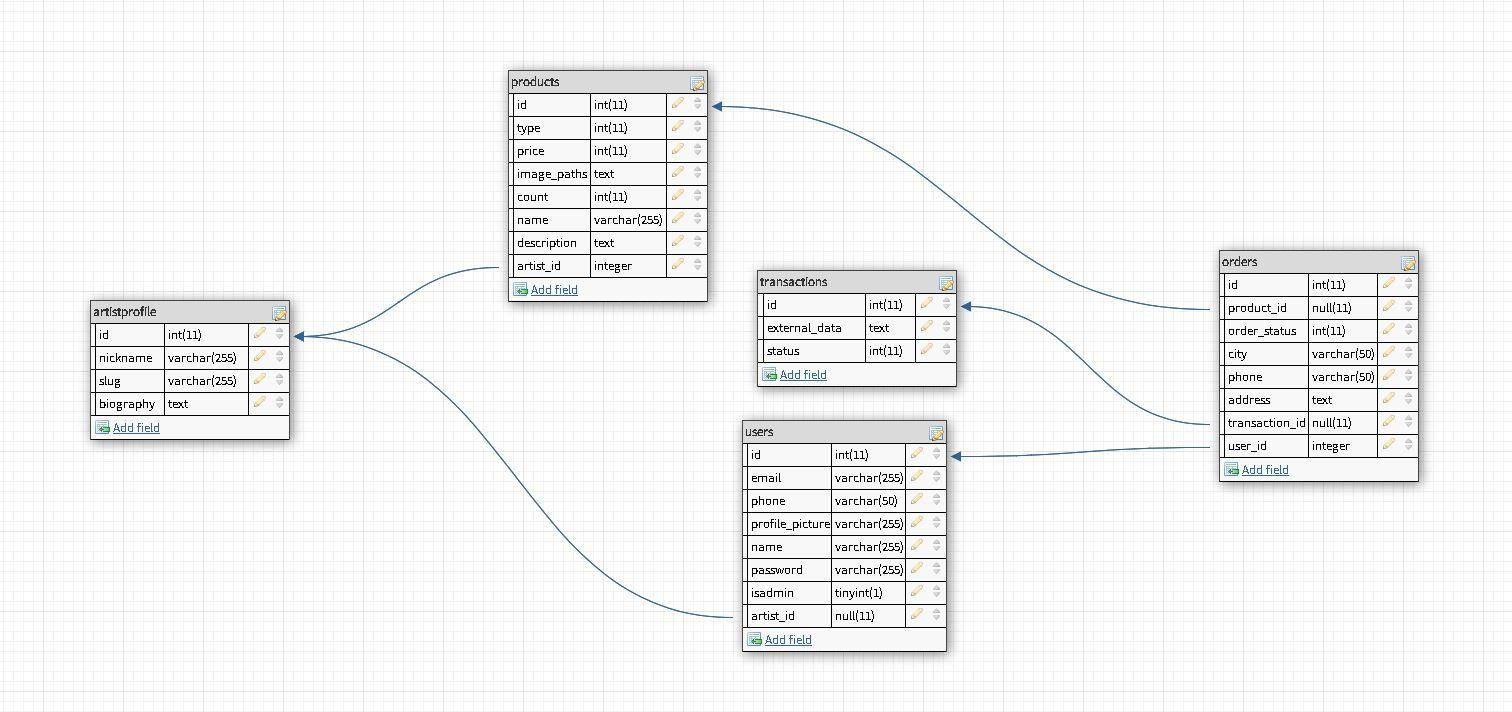 products
id int(11)
type int(11)
price int(11)
image_paths text
count int(11)
name varchar(255)
description text
artist_id integer
Add field
artistprofile
id int(11)
nickname varchar(255)
slug varchar(255)
biography text
Add field
transactions
id int(11)
external_data text
status int(11)
Add field
users
id int(11)
email varchar(255)
phone varchar(50)
profile_picture varchar(255)
name varchar(255)
password varchar(255)
isadmin tinyint(1)
artist_id null(11)
Add field
orders
id int(11)
product_id null(11)
order_status int(11)
city varchar(50)
phone varchar(50)
address text
transaction_id null(11)
user_id integer
Add field